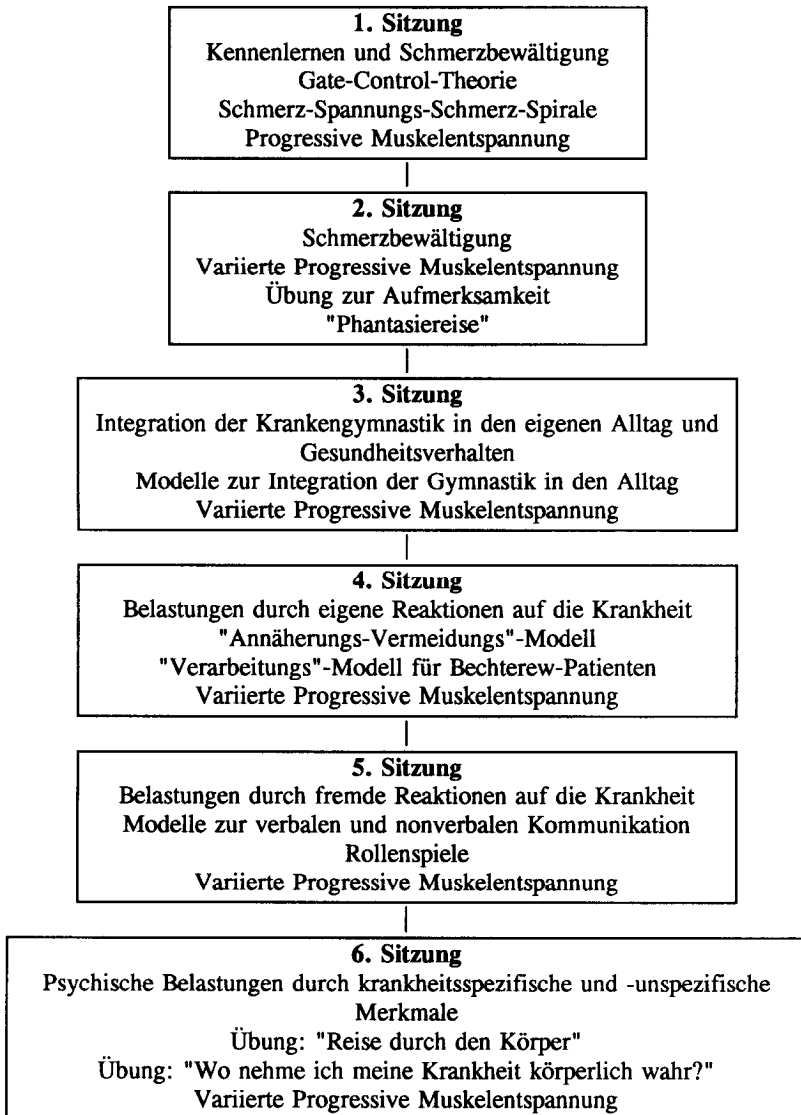 1. Sitzung
Kennenlernen und Schmerzbewältigung
Gate-Control-Theorie
Schmerz-Spannungs-Schmerz-Spirale
Progressive Muskelentspannung
2. Sitzung
Schmerzbewältigung
Variierte Progressive Muskelentspannung
Übung zur Aufmerksamkeit
"Phantasiereise"
3. Sitzung
Integration der Krankengymnastik in den eigenen Alltag und
Gesundheitsverhalten
Modelle zur Integration der Gymnastik in den Alltag
Variierte Progressive Muskelentspannung
4. Sitzung
Belastungen durch eigene Reaktionen auf die Krankheit
"Annäherungs-Vermeidungs"-Modell
"Verarbeitungs"-Modell für Bechterew-Patienten
Variierte Progressive Muskelentspannung
5. Sitzung
Belastungen durch fremde Reaktionen auf die Krankheit
Modelle zur verbalen und nonverbalen Kommunikation
Rollenspiele
Variierte Progressive Muskelentspannung
6. Sitzung
Psychische Belastungen durch krankheitsspezifische und -unspezifische
Merkmale
Übung: "Reise durch den Körper"
Übung: "Wo nehme ich meine Krankheit körperlich wahr?"
Variierte Progressive Muskelentspannung